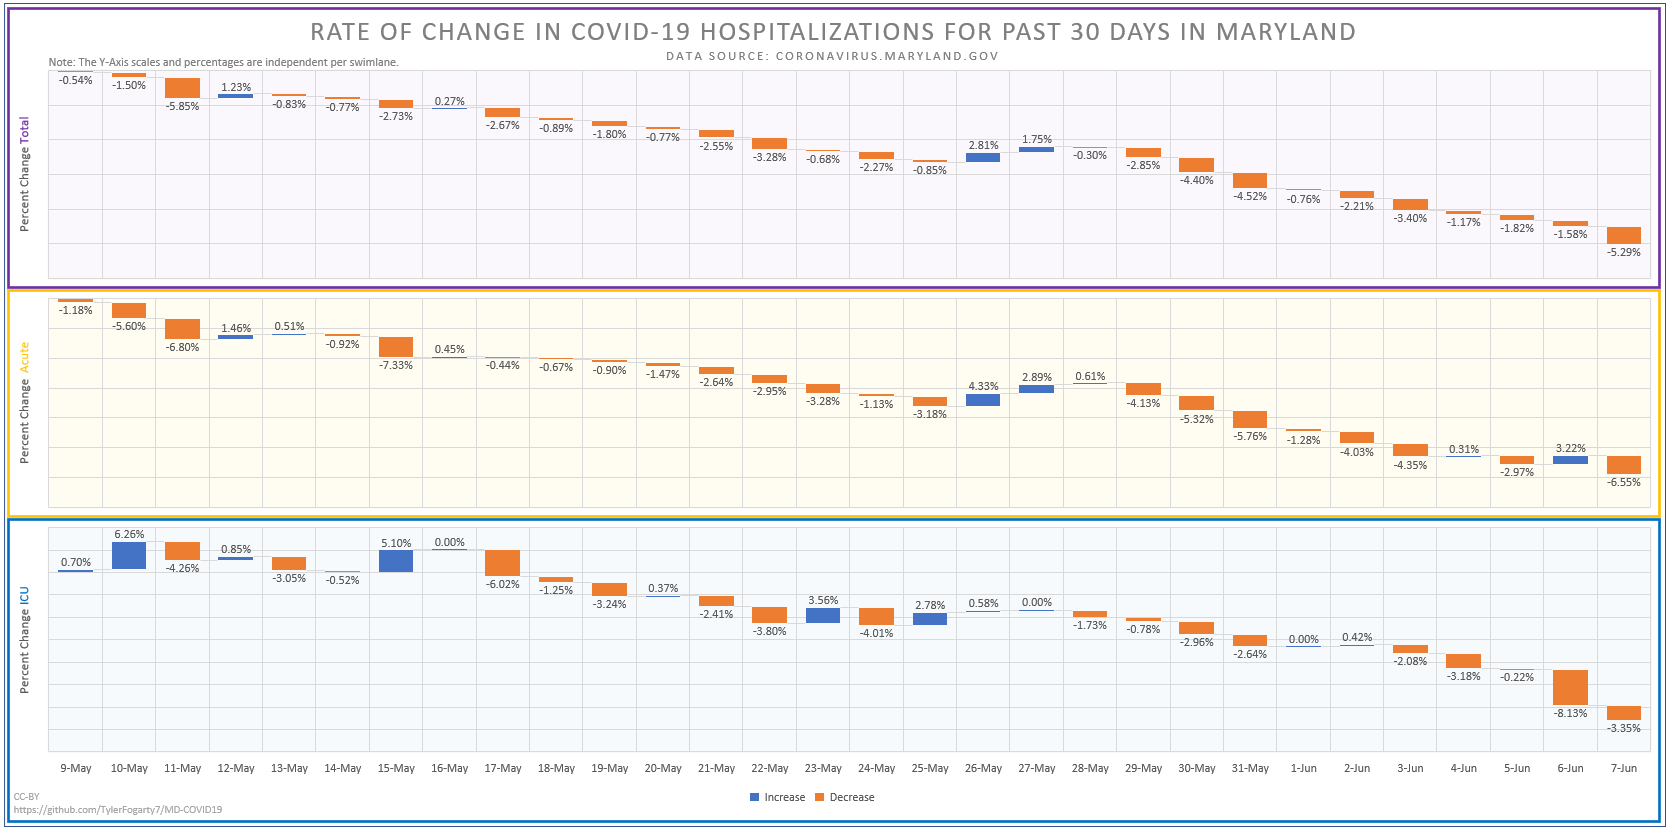 RATE OF CHANGE IN COVID-19 HOSPITALIZATIONS FOR PAST 30 DAYS IN MARYLAND
DATA SOURCE: CORONAVIRUS.MARYLAND.GOV
Note: The Y-Axis scales and percentages are independent per swimlane.
Percent Change Total
-0.54% -1.50% -5.85% 1.23% -0.83% -0.77% -2.73% 0.27% -2.67% -0.89% -1.80% -0.77% -2.55% -3.28% -0.68% -2.27% -0.85% 2.81% 1.75% -0.30% -2.85% -4.40% -4.52% -0.76% -2.21% -3.40% -1.17% -1.82% -1.58% -5.29%
Percent Change Acute
-1.18% -5.60% -6.80% 1.46% 0.51% -0.92% -7.33% 0.45% -0.44% -0.67% -0.90% -1.47% -2.64% -2.95% -3.28% -1.13% -3.18% 4.33% 2.89% 0.61% -4.13% -5.32% -5.76% -1.28% -4.03% -4.35% 0.31% -2.97% 3.22% -6.55%
Percent Change ICU
0.70% 6.26% -4.26% 0.85% -3.05% -0.52% 5.10% 0.00% -6.02% -1.25% -3.24% 0.37% -2.41% -3.80% 3.56% -4.01% 2.78% 0.58% 0.00% -1.73% -0.78% -2.96% -2.64% 0.00% 0.42% -2.08% -3.18% -0.22% -8.13% -3.35%
9-May 10-May 11-May 12-May 13-May 14-May 15-May 16-May 17-May 18-May 19-May 20-May 21-May 22-May 23-May 24-May 25-May 26-May 27-May 28-May 29-May 30-May 31-May 1-Jun 2-Jun 3-Jun 4-Jun 5-Jun 6-Jun 7-Jun
Increase Decrease
CC-BY
https://github.com/TylerFogarty7/MD-COVID19